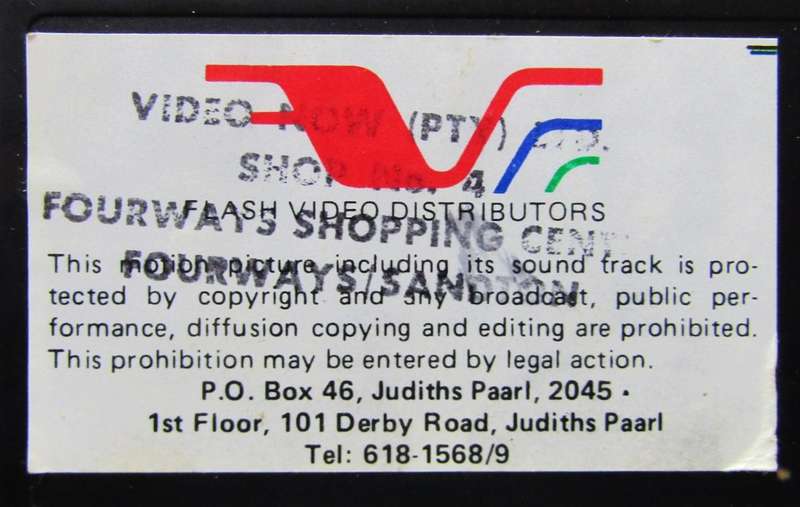 VIDEO NOW (PTY) LTD.
SHOP No. 4
FOURWAYS SHOPPING CENT
FOURWAYS/SANDTON
FLASH VIDEO DISTRIBUTORS
This motion picture including its sound track is pro-
tected by copyright and any broadcast, public per-
formance, diffusion copying and editing are prohibited.
This prohibition may be entered by legal action.
P.O. Box 46, Judiths Paarl, 2045 •
1st Floor, 101 Derby Road, Judiths Paarl
Tel: 618-1568/9